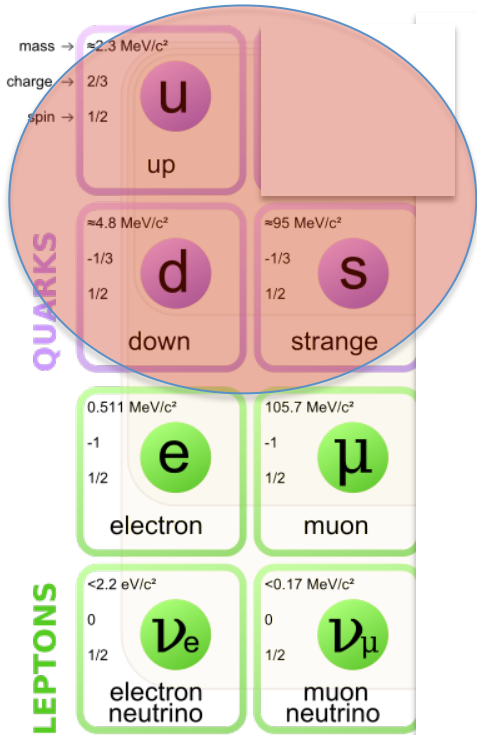 mass → ≈2.3 MeV/c²
charge → 2/3
spin → 1/2
u
up
QUARKS
≈4.8 MeV/c² ≈95 MeV/c²
-1/3 -1/3
1/2 1/2
d s
down strange
0.511 MeV/c² 105.7 MeV/c²
-1 -1
1/2 1/2
e μ
electron muon
LEPTONS
<2.2 eV/c² <0.17 MeV/c²
0 0
1/2 1/2
νe νμ
electron muon
neutrino neutrino